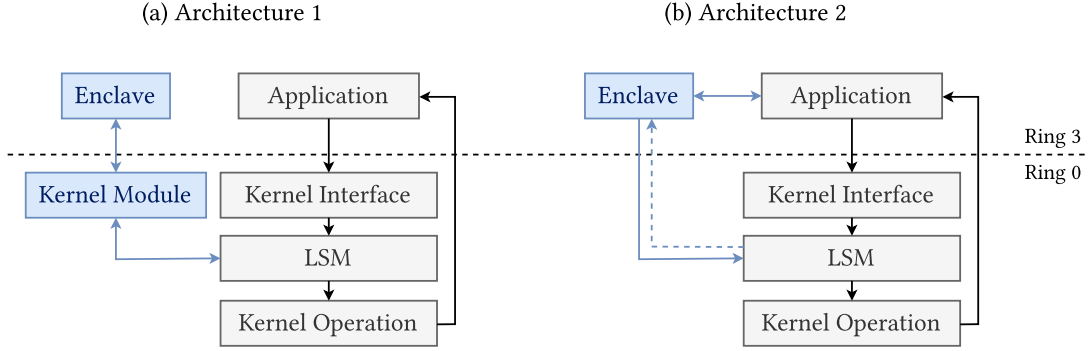 (a) Architecture 1
Enclave
Application
Kernel Module
Kernel Interface
LSM
Kernel Operation
(b) Architecture 2
Enclave
Application
Ring 3
Ring 0
Kernel Interface
LSM
Kernel Operation